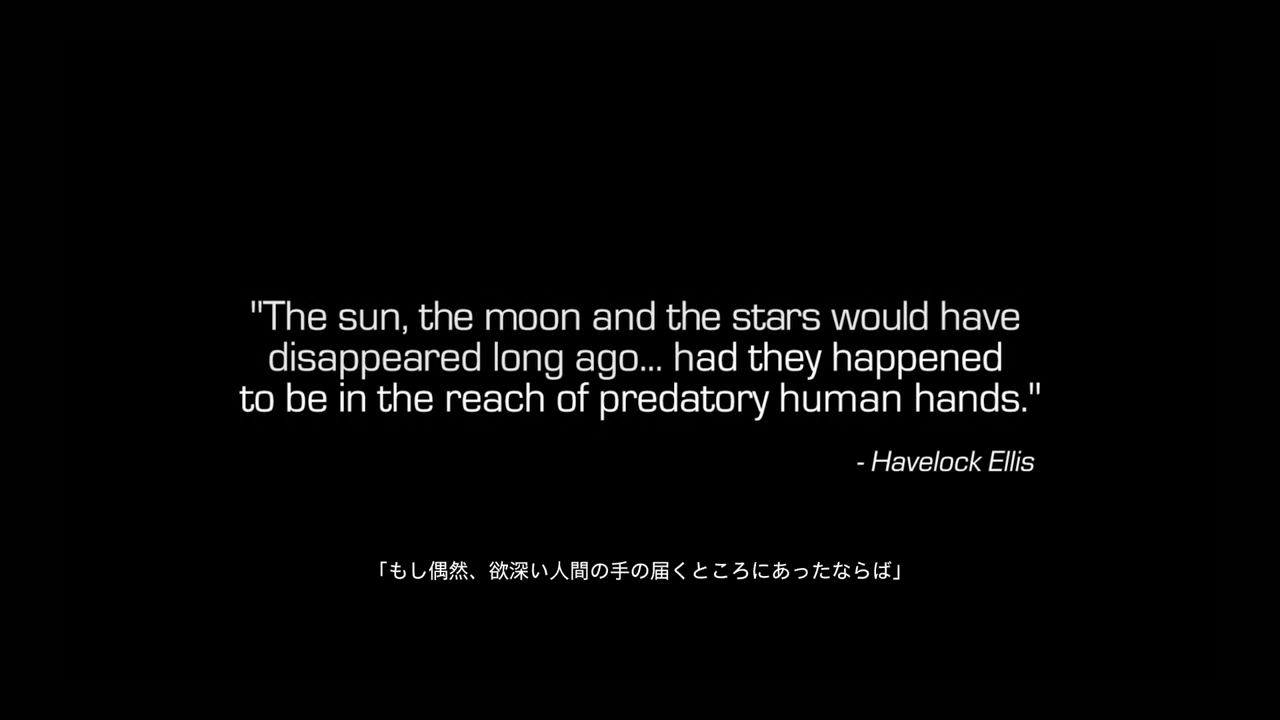 "The sun, the moon and the stars would have
disappeared long ago... had they happened
to be in the reach of predatory human hands."
- Havelock Ellis
「もし偶然、欲深い人間の手の届くところにあったならば」